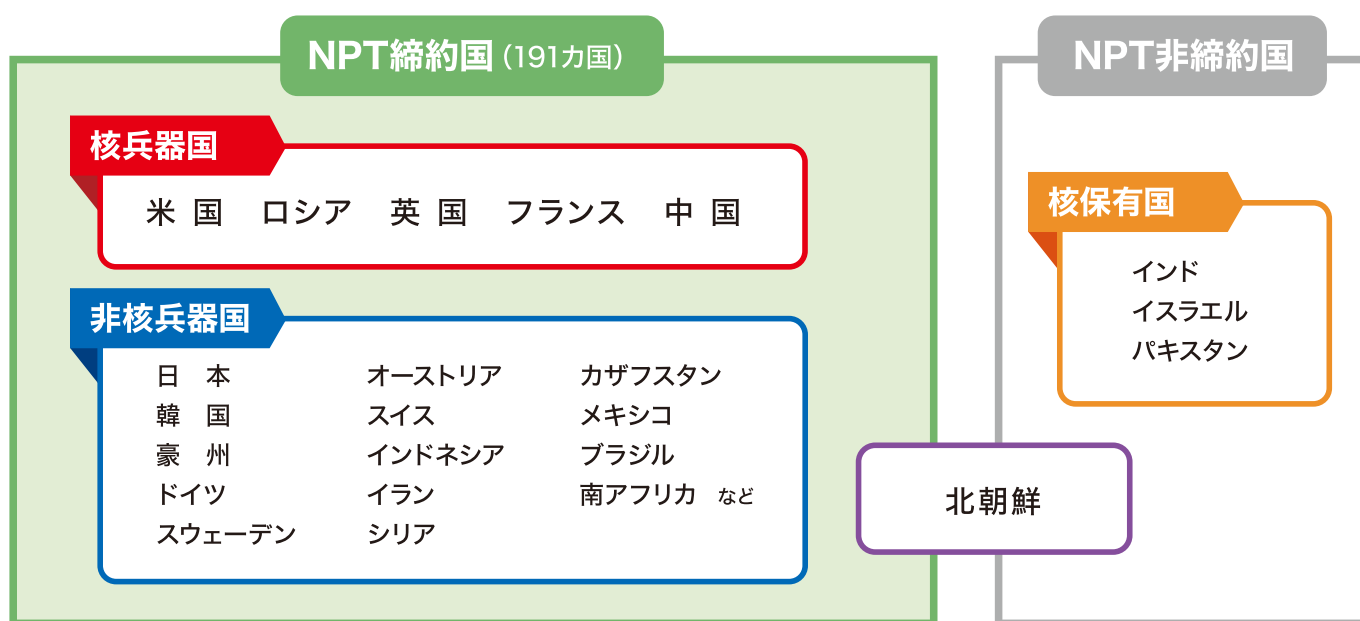 NPT締約国（191カ国）
核兵器国
米 国　ロシア　英 国　フランス　中 国
非核兵器国
日　本　オーストリア　カザフスタン
韓　国　スイス　メキシコ
豪　州　インドネシア　ブラジル
ドイツ　イラン　南アフリカ　など
スウェーデン　シリア
NPT非締約国
核保有国
インド
イスラエル
パキスタン
北朝鮮